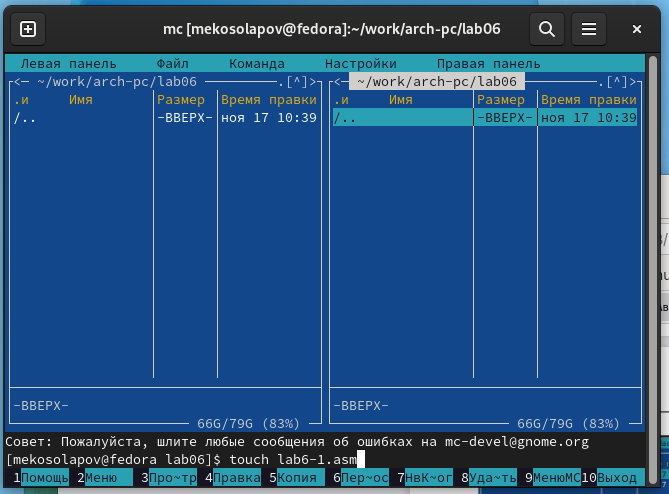 mc [mekosolapov@fedora]:~/work/arch-pc/lab06
Левая панель Файл Команда Настройки Правая панель
<─ ~/work/arch-pc/lab06 ─.[^]> <─ ~/work/arch-pc/lab06 ─.[^]>
.и Имя Размер Время правки .и Имя Размер Время правки
/.. -ВВЕРХ- ноя 17 10:39 /.. -ВВЕРХ- ноя 17 10:39
-ВВЕРХ- -ВВЕРХ-
66G/79G (83%) 66G/79G (83%)
Совет: Пожалуйста, шлите любые сообщения об ошибках на mc-devel@gnome.org
[mekosolapov@fedora lab06]$ touch lab6-1.asm
1Помощь 2Меню 3Про~тр 4Правка 5Копия 6Пер~ос 7НвК~ог 8Уда~ть 9МенюМС 10Выход